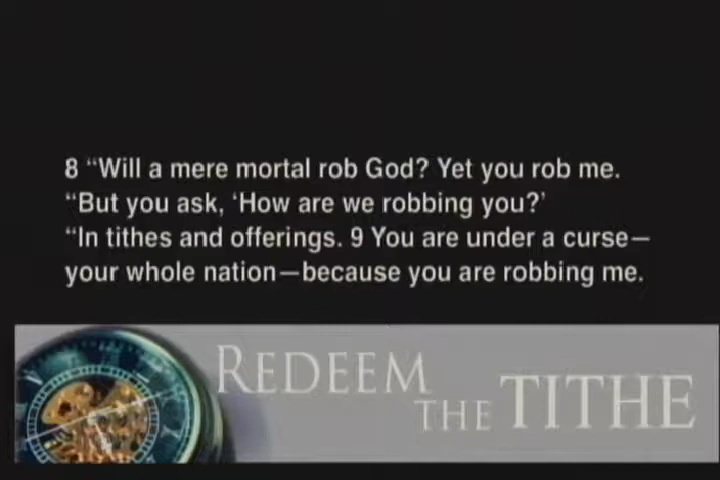 8 “Will a mere mortal rob God? Yet you rob me.
“But you ask, ‘How are we robbing you?’
“In tithes and offerings. 9 You are under a curse—
your whole nation—because you are robbing me.
REDEEM
THE TITHE